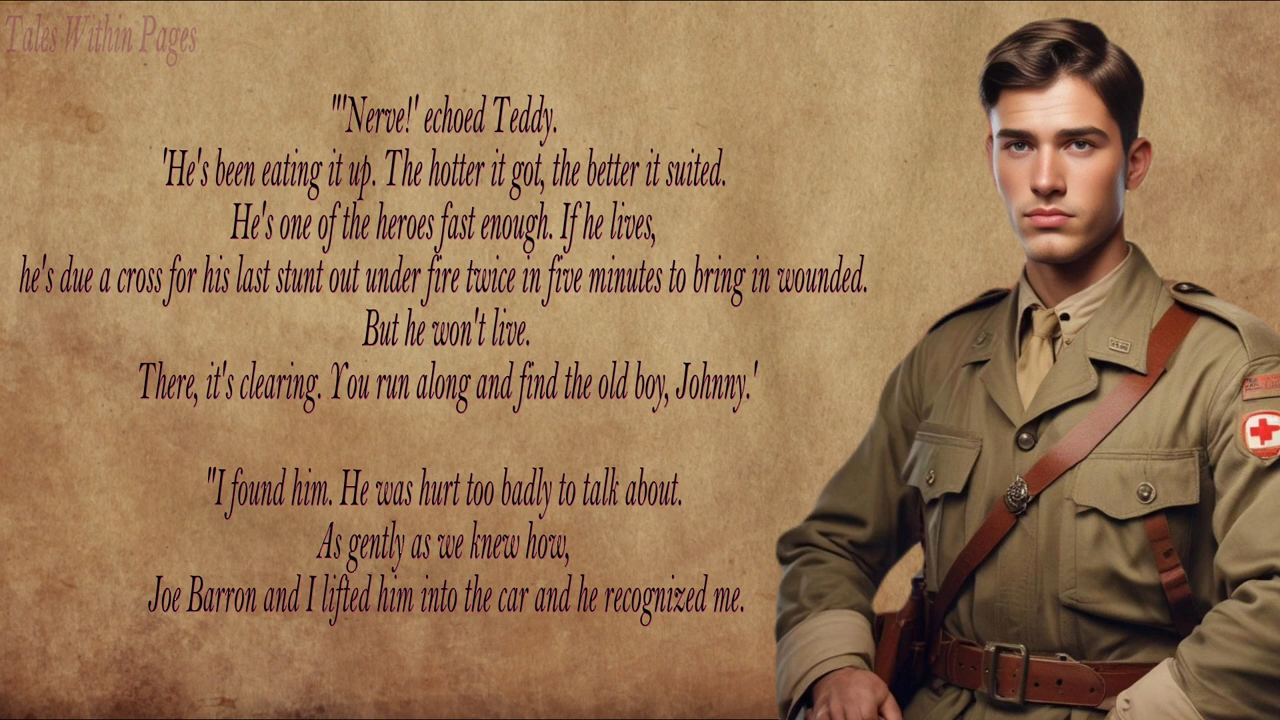 Tales Within Pages
"'Nerve!' echoed Teddy.
'He's been eating it up. The hotter it got, the better it suited.
He's one of the heroes fast enough. If he lives,
he's due a cross for his last stunt out under fire twice in five minutes to bring in wounded.
But he won't live.
There, it's clearing. You run along and find the old boy, Johnny.'
"I found him. He was hurt too badly to talk about.
As gently as we knew how,
Joe Barron and I lifted him into the car and he recognized me.